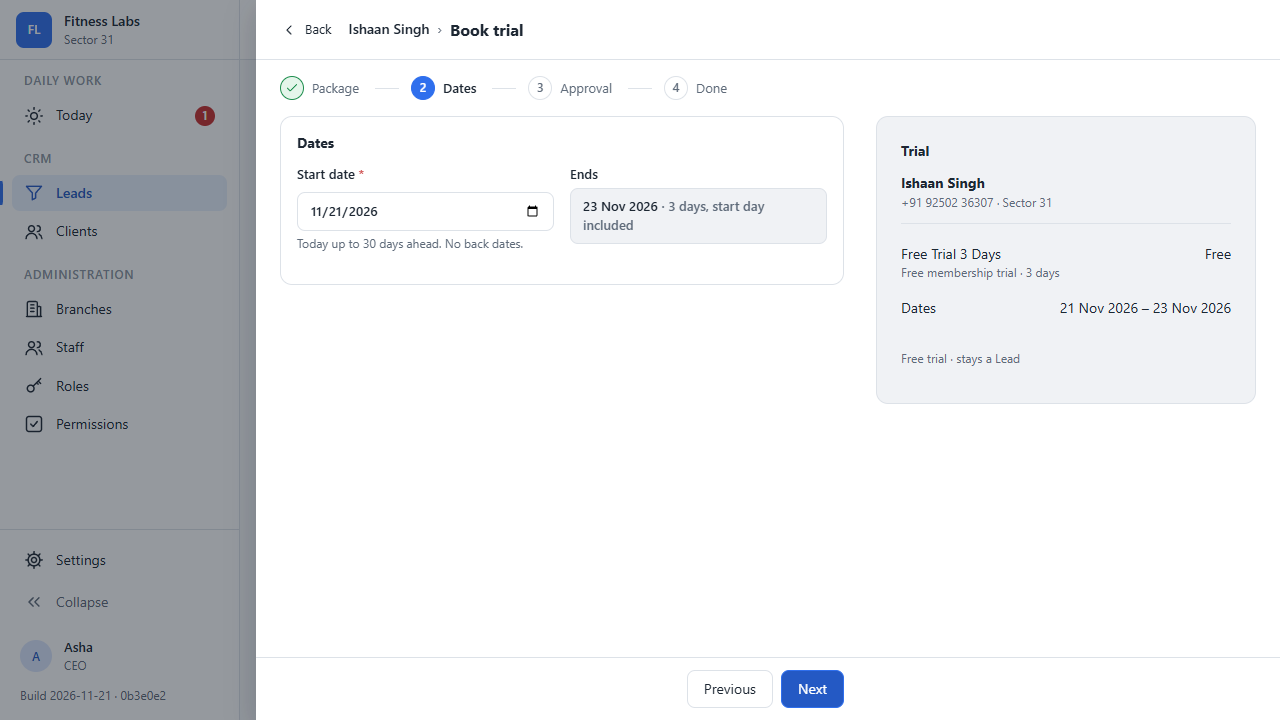 FL
Fitness Labs
Sector 31
DAILY WORK
Today
1
CRM
Leads
Clients
ADMINISTRATION
Branches
Staff
Roles
Permissions
Settings
Collapse
A
Asha
CEO
Build 2026-11-21 · 0b3e0e2
Back
Ishaan Singh › Book trial
Package
2 Dates
3 Approval
4 Done
Dates
Start date *
11/21/2026
Today up to 30 days ahead. No back dates.
Ends
23 Nov 2026 · 3 days, start day
included
Trial
Ishaan Singh
+91 92502 36307 · Sector 31
Free Trial 3 Days Free
Free membership trial · 3 days
Dates 21 Nov 2026 – 23 Nov 2026
Free trial · stays a Lead
Previous
Next